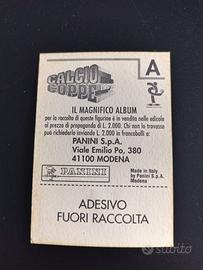 CALCIO
COPPE
A
IL MAGNIFICO ALBUM
per la raccolta di queste figurine è in vendita nelle edicole
al prezzo di propaganda di L. 2.000. Chi non la trovasse
può richiederlo inviando L. 2.000 in francobolli a:
PANINI S.p.A.
Viale Emilio Po, 380
41100 MODENA
PANINI
Made in Italy
by Panini S.p.A.
Modena
ADESIVO
FUORI RACCOLTA
subito